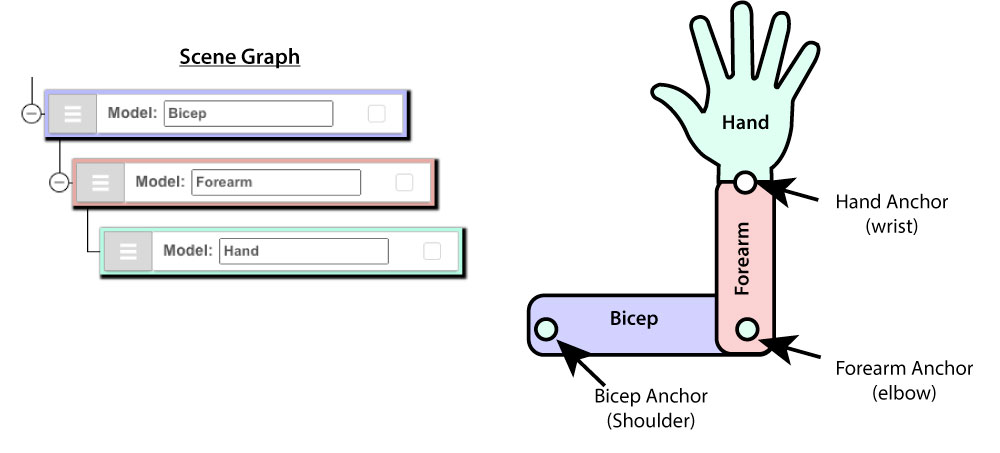 Scene Graph
Model: Bicep
Model: Forearm
Model: Hand
Hand
Hand Anchor
(wrist)
Forearm
Bicep
Forearm Anchor
(elbow)
Bicep Anchor
(Shoulder)